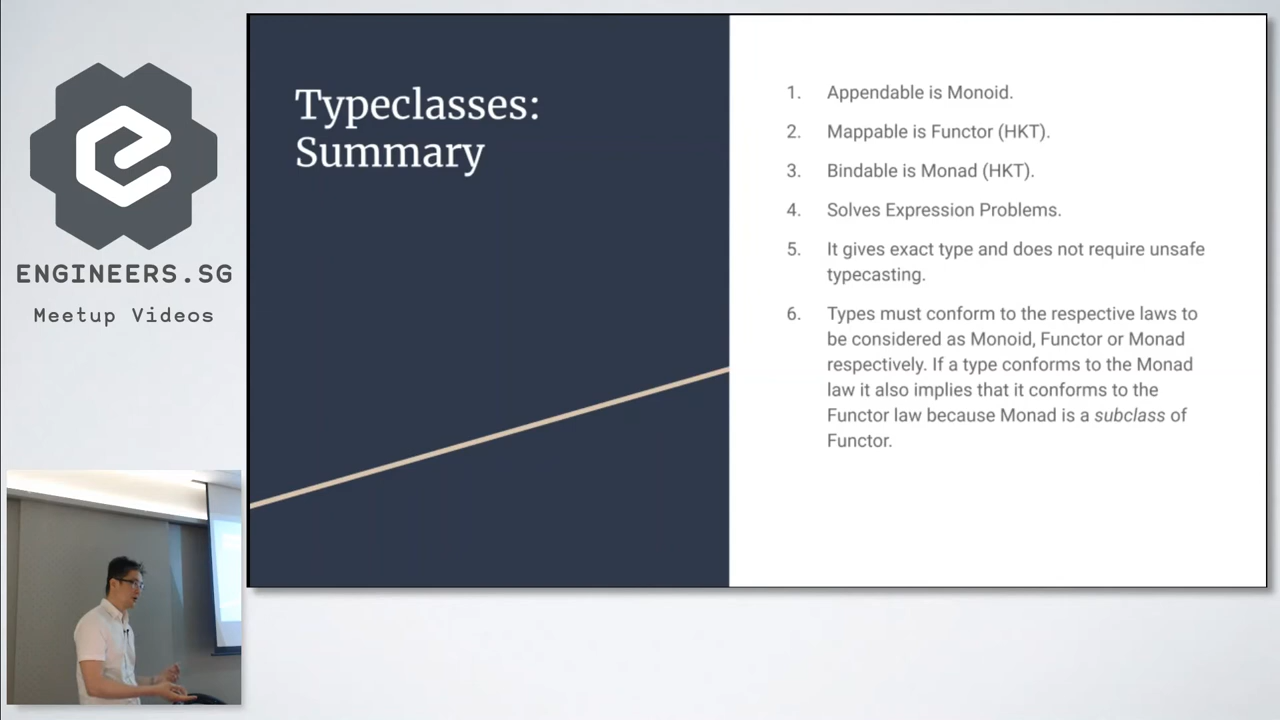 ENGINEERS.SG
Meetup Videos
Typeclasses:
Summary
1. Appendable is Monoid.
2. Mappable is Functor (HKT).
3. Bindable is Monad (HKT).
4. Solves Expression Problems.
5. It gives exact type and does not require unsafe
typecasting.
6. Types must conform to the respective laws to
be considered as Monoid, Functor or Monad
respectively. If a type conforms to the Monad
law it also implies that it conforms to the
Functor law because Monad is a subclass of
Functor.